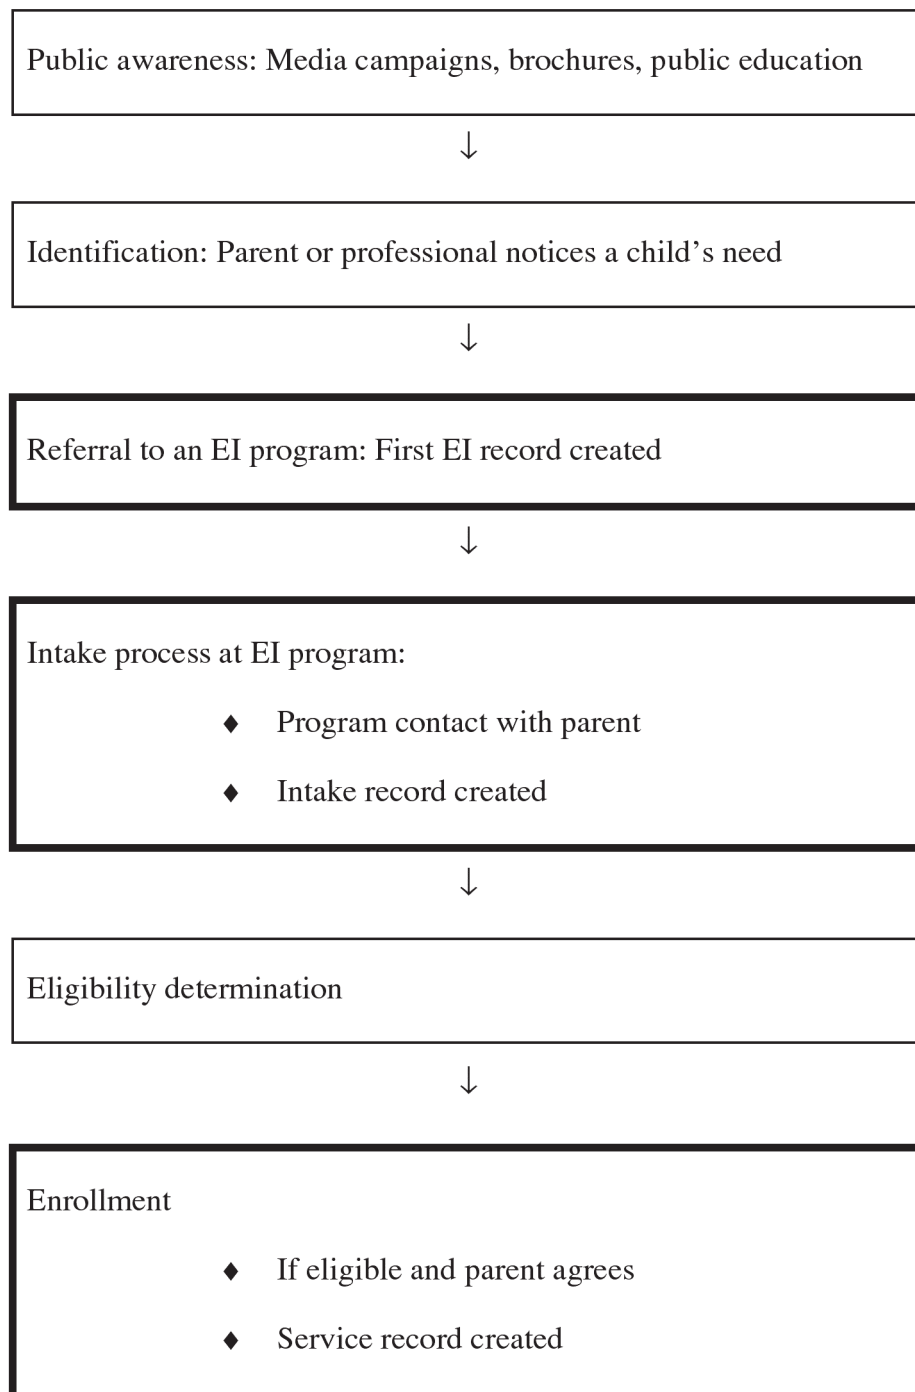 Public awareness: Media campaigns, brochures, public education
↓
Identification: Parent or professional notices a child’s need
↓
Referral to an EI program: First EI record created
↓
Intake process at EI program:
♦ Program contact with parent
♦ Intake record created
↓
Eligibility determination
↓
Enrollment
♦ If eligible and parent agrees
♦ Service record created